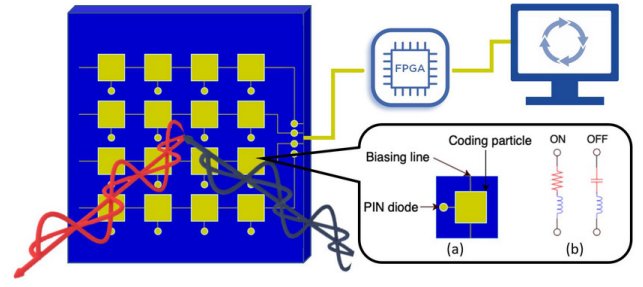 FPGA
Coding particle
ON
OFF
Biasing line
PIN diode
(a)
(b)